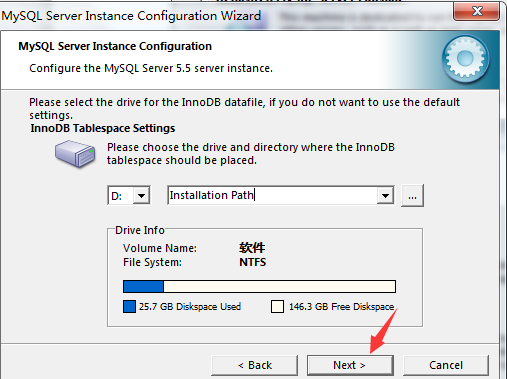 MySQL Server Instance Configuration Wizard
MySQL Server Instance Configuration
Configure the MySQL Server 5.5 server instance.
Please select the drive for the InnoDB datafile, if you do not want to use the default
settings.
InnoDB Tablespace Settings
Please choose the drive and directory where the InnoDB
tablespace should be placed.
D: Installation Path ...
Drive Info
Volume Name: 软件
File System: NTFS
25.7 GB Diskspace Used 146.3 GB Free Diskspace
< Back Next > Cancel